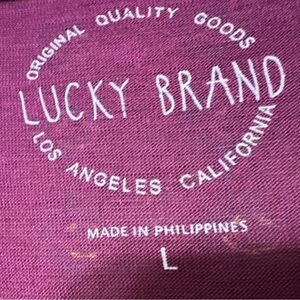 ORIGINAL QUALITY GOODS
LUCKY BRAND
LOS ANGELES CALIFORNIA
MADE IN PHILIPPINES
L